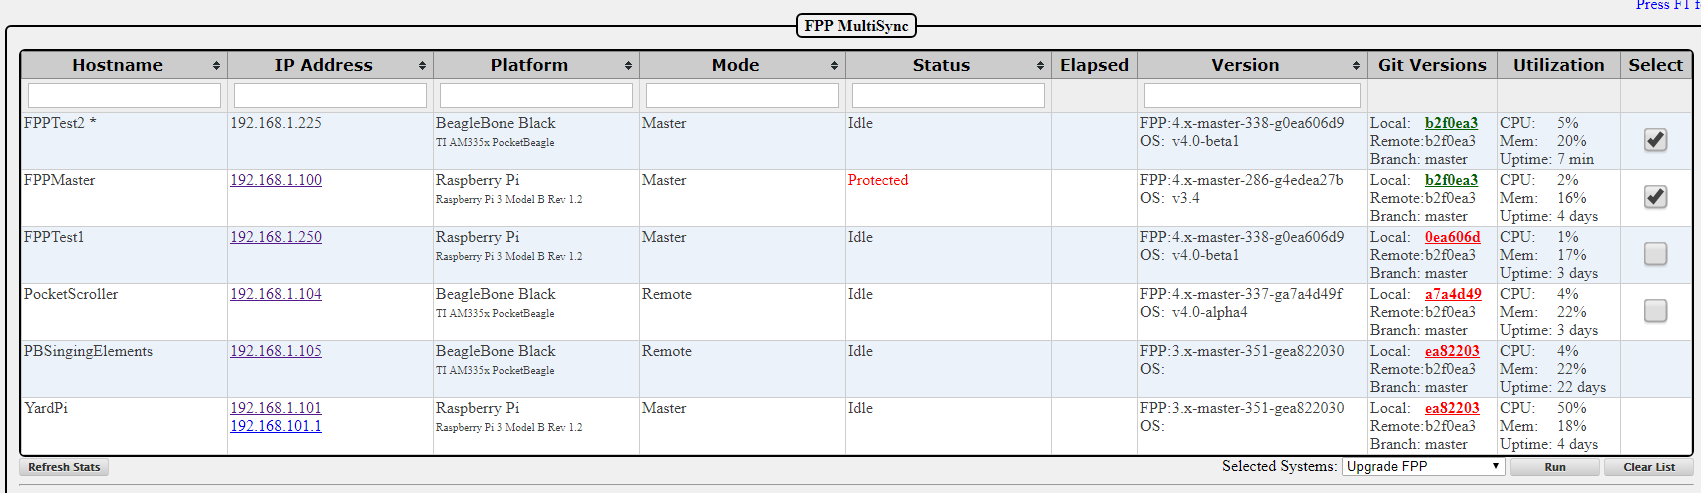 Press F1 f
FPP MultiSync
Hostname IP Address Platform Mode Status Elapsed Version Git Versions Utilization Select
FPPTest2 * 192.168.1.225 BeagleBone Black Master Idle FPP:4.x-master-338-g0ea606d9 Local: b2f0ea3 CPU: 5%
TI AM335x PocketBeagle OS: v4.0-beta1 Remote:b2f0ea3 Mem: 20%
Branch: master Uptime: 7 min
FPPMaster 192.168.1.100 Raspberry Pi Master Protected FPP:4.x-master-286-g4edea27b Local: b2f0ea3 CPU: 2%
Raspberry Pi 3 Model B Rev 1.2 OS: v3.4 Remote:b2f0ea3 Mem: 16%
Branch: master Uptime: 4 days
FPPTest1 192.168.1.250 Raspberry Pi Master Idle FPP:4.x-master-338-g0ea606d9 Local: 0ea606d CPU: 1%
Raspberry Pi 3 Model B Rev 1.2 OS: v4.0-beta1 Remote:b2f0ea3 Mem: 17%
Branch: master Uptime: 3 days
PocketScroller 192.168.1.104 BeagleBone Black Remote Idle FPP:4.x-master-337-ga7a4d49f Local: a7a4d49 CPU: 4%
TI AM335x PocketBeagle OS: v4.0-alpha4 Remote:b2f0ea3 Mem: 22%
Branch: master Uptime: 3 days
PBSingingElements 192.168.1.105 BeagleBone Black Remote Idle FPP:3.x-master-351-gea822030 Local: ea82203 CPU: 4%
TI AM335x PocketBeagle OS: Remote:b2f0ea3 Mem: 22%
Branch: master Uptime: 22 days
YardPi 192.168.1.101 Raspberry Pi Master Idle FPP:3.x-master-351-gea822030 Local: ea82203 CPU: 50%
192.168.101.1 Raspberry Pi 3 Model B Rev 1.2 OS: Remote:b2f0ea3 Mem: 18%
Branch: master Uptime: 4 days
Refresh Stats Selected Systems: Upgrade FPP Run Clear List